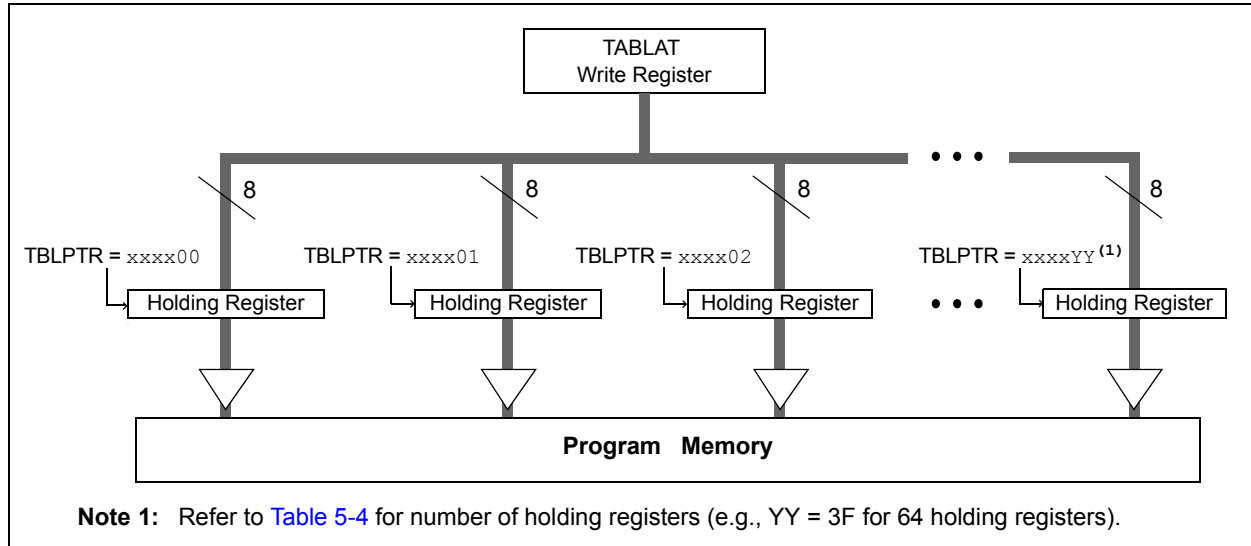 TABLAT
Write Register
• • •
8 8 8 8
TBLPTR = xxxx00 TBLPTR = xxxx01 TBLPTR = xxxx02 TBLPTR = xxxxYY(1)
Holding Register Holding Register Holding Register • • • Holding Register
Program Memory
Note 1: Refer to Table 5-4 for number of holding registers (e.g., YY = 3F for 64 holding registers).